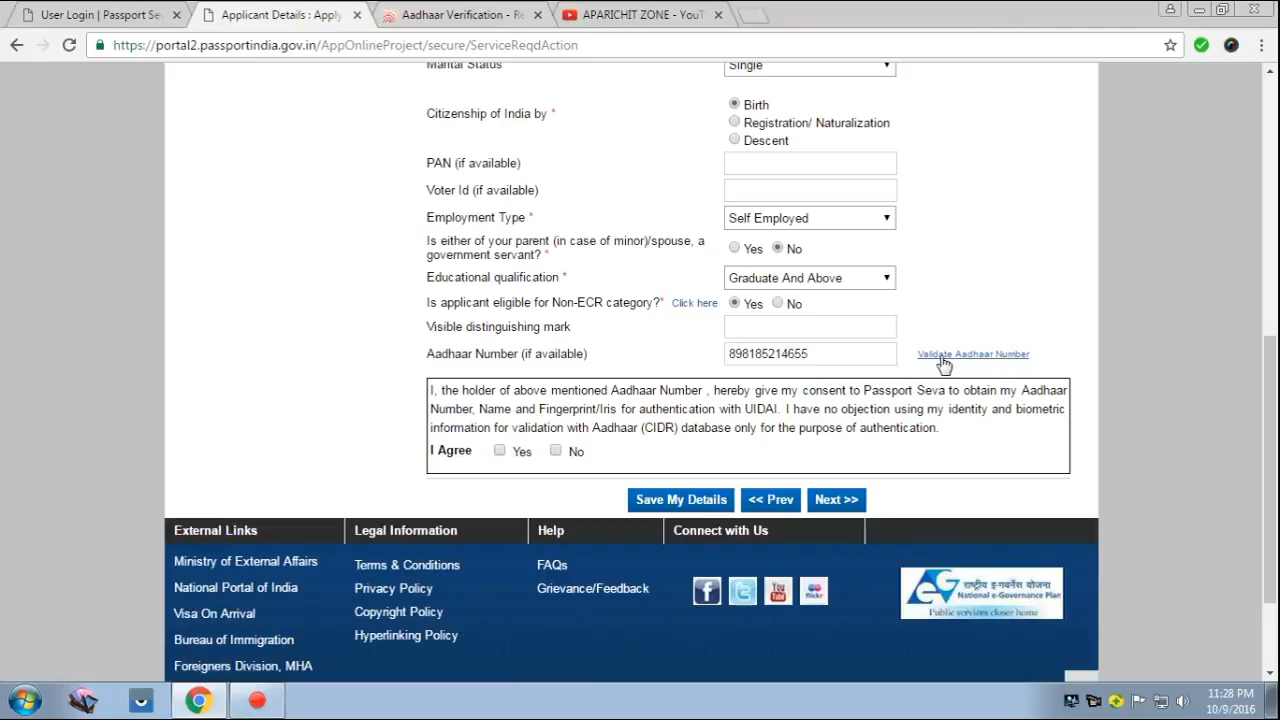 User Login | Passport Se
Applicant Details : Apply
Aadhaar Verification - Re
APARICHIT ZONE - YouT
https://portal2.passportindia.gov.in/AppOnlineProject/secure/ServiceReqdAction
Marital Status Single
Citizenship of India by * Birth
Registration/ Naturalization
Descent
PAN (if available)
Voter Id (if available)
Employment Type * Self Employed
Is either of your parent (in case of minor)/spouse, a
government servant? * Yes No
Educational qualification * Graduate And Above
Is applicant eligible for Non-ECR category?* Click here Yes No
Visible distinguishing mark
Aadhaar Number (if available) 898185214655 Validate Aadhaar Number
I, the holder of above mentioned Aadhaar Number , hereby give my consent to Passport Seva to obtain my Aadhaar
Number, Name and Fingerprint/Iris for authentication with UIDAI. I have no objection using my identity and biometric
information for validation with Aadhaar (CIDR) database only for the purpose of authentication.
I Agree Yes No
Save My Details << Prev Next >>
External Links Legal Information Help Connect with Us
Ministry of External Affairs Terms & Conditions FAQs
National Portal of India Privacy Policy Grievance/Feedback
Visa On Arrival Copyright Policy
Bureau of Immigration Hyperlinking Policy
Foreigners Division, MHA
You
Tube
flickr
राष्ट्रीय इ-गवर्नेंस योजना
National e-Governance Plan
Public services closer home
11:28 PM
10/9/2016